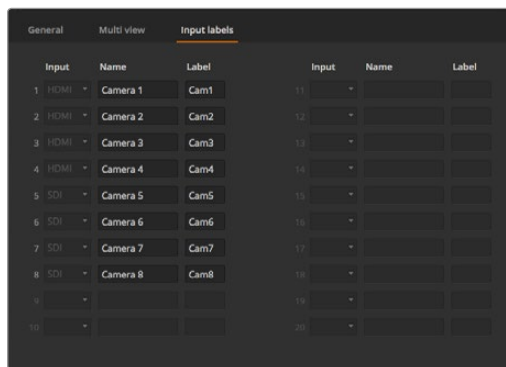 General Multi view Input labels
Input Name Label Input Name Label
1 HDMI Camera 1 Cam1 11
2 HDMI Camera 2 Cam2 12
3 HDMI Camera 3 Cam3 13
4 HDMI Camera 4 Cam4 14
5 SDI Camera 5 Cam5 15
6 SDI Camera 6 Cam6 16
7 SDI Camera 7 Cam7 17
8 SDI Camera 8 Cam8 18
9 19
10 20